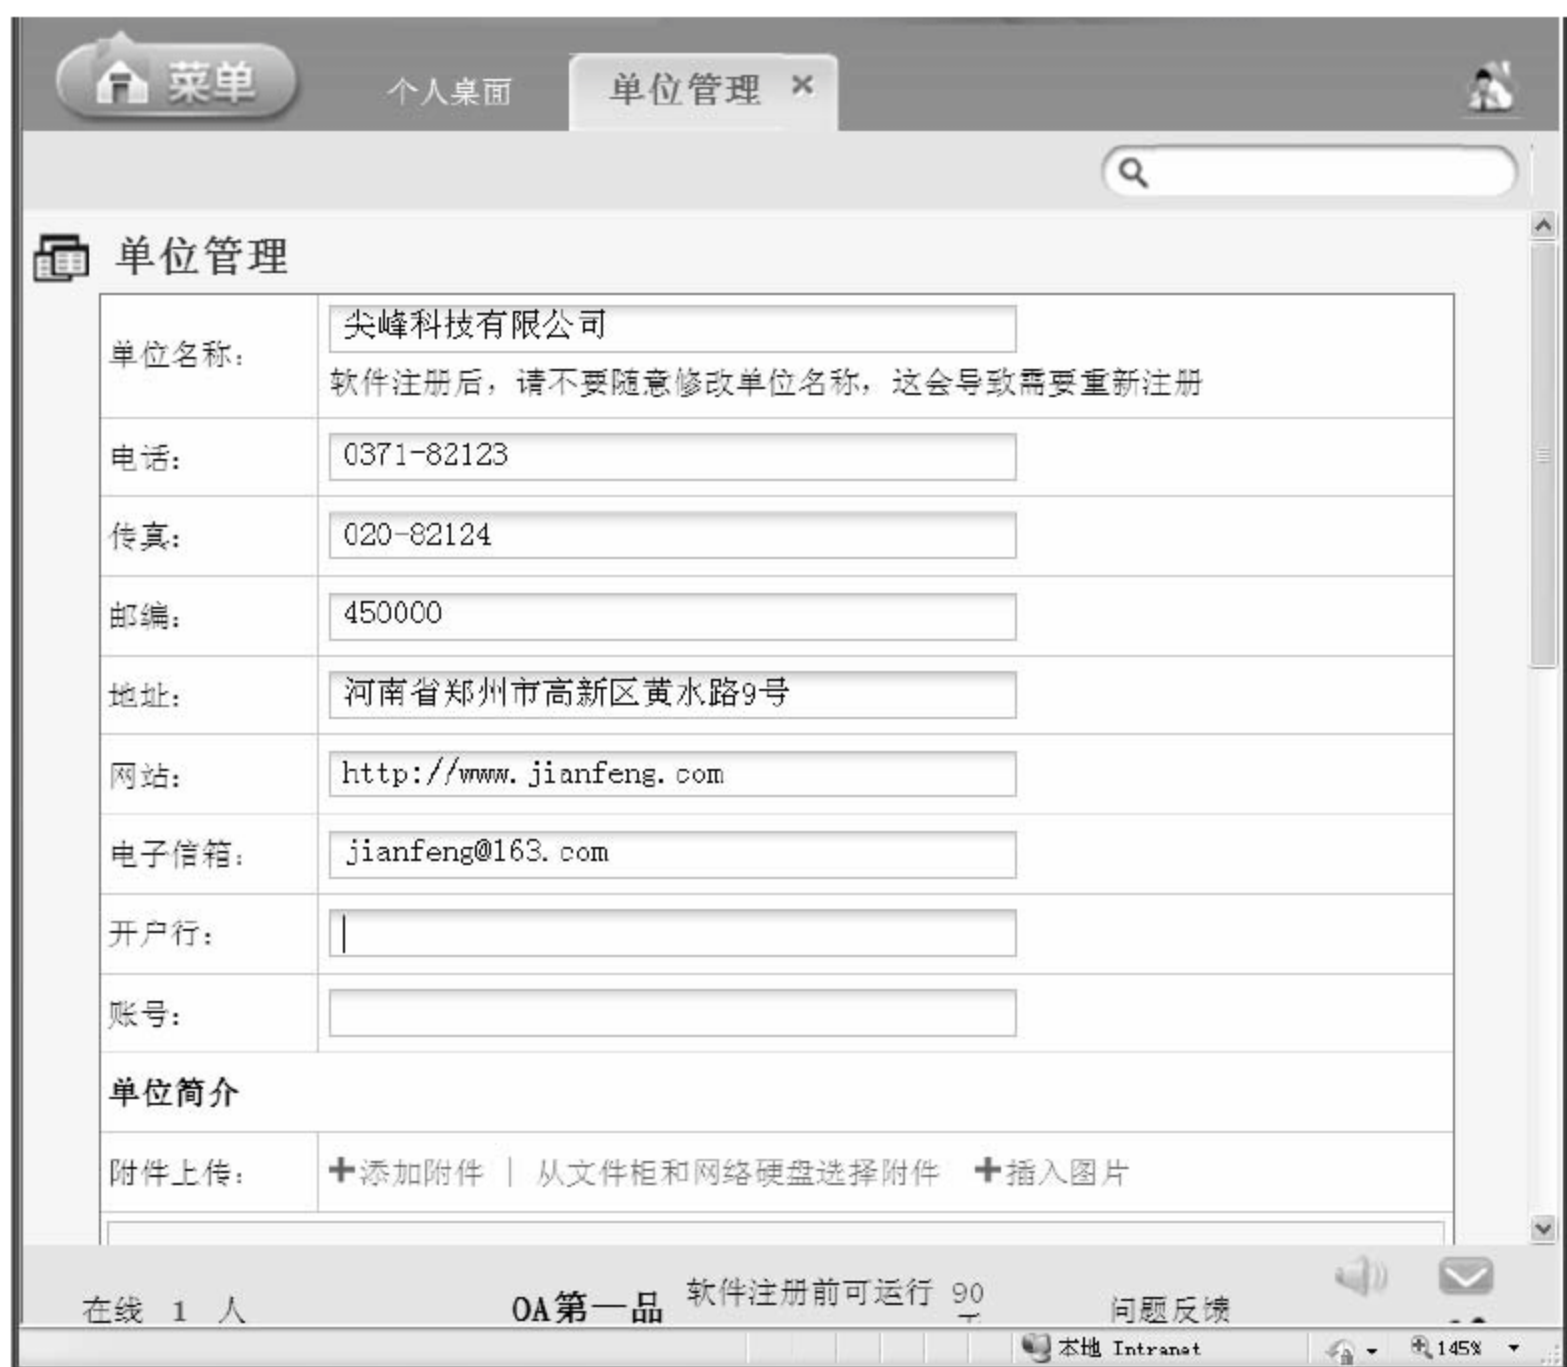 菜单 个人桌面 单位管理 ×
单位管理
单位名称: 尖峰科技有限公司
软件注册后，请不要随意修改单位名称，这会导致需要重新注册
电话: 0371-82123
传真: 020-82124
邮编: 450000
地址: 河南省郑州市高新区黄水路9号
网站: http://www.jianfeng.com
电子信箱: jianfeng@163.com
开户行:
账号:
单位简介
附件上传: +添加附件 | 从文件柜和网络硬盘选择附件 +插入图片
在线 1 人 OA第一品 软件注册前可运行 90 问题反馈
本地 Intranet 145%